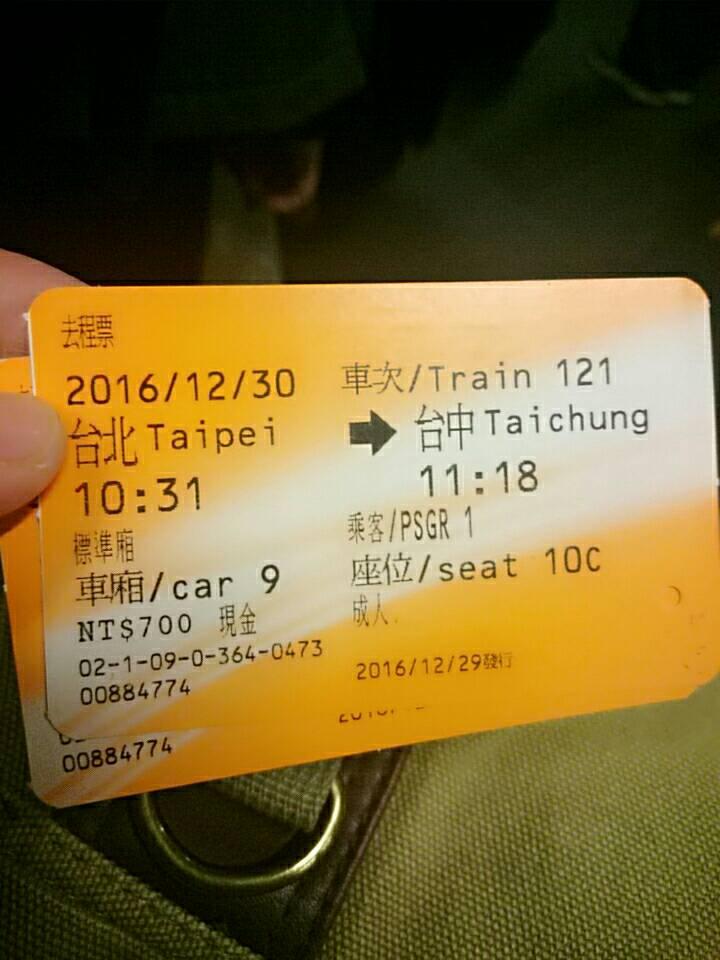 去程票
2016/12/30 車次/Train 121
台北 Taipei → 台中 Taichung
10:31 11:18
標準廂 乘客/PSGR 1
車廂/car 9 座位/seat 10C
NT$700 現金 成人
02-1-09-0-364-0473
00884774 2016/12/29發行
00884774